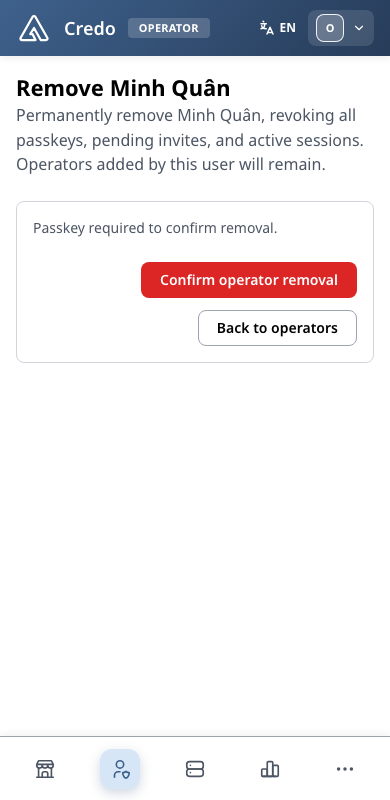 Credo OPERATOR EN O
Remove Minh Quân
Permanently remove Minh Quân, revoking all
passkeys, pending invites, and active sessions.
Operators added by this user will remain.
Passkey required to confirm removal.
Confirm operator removal
Back to operators